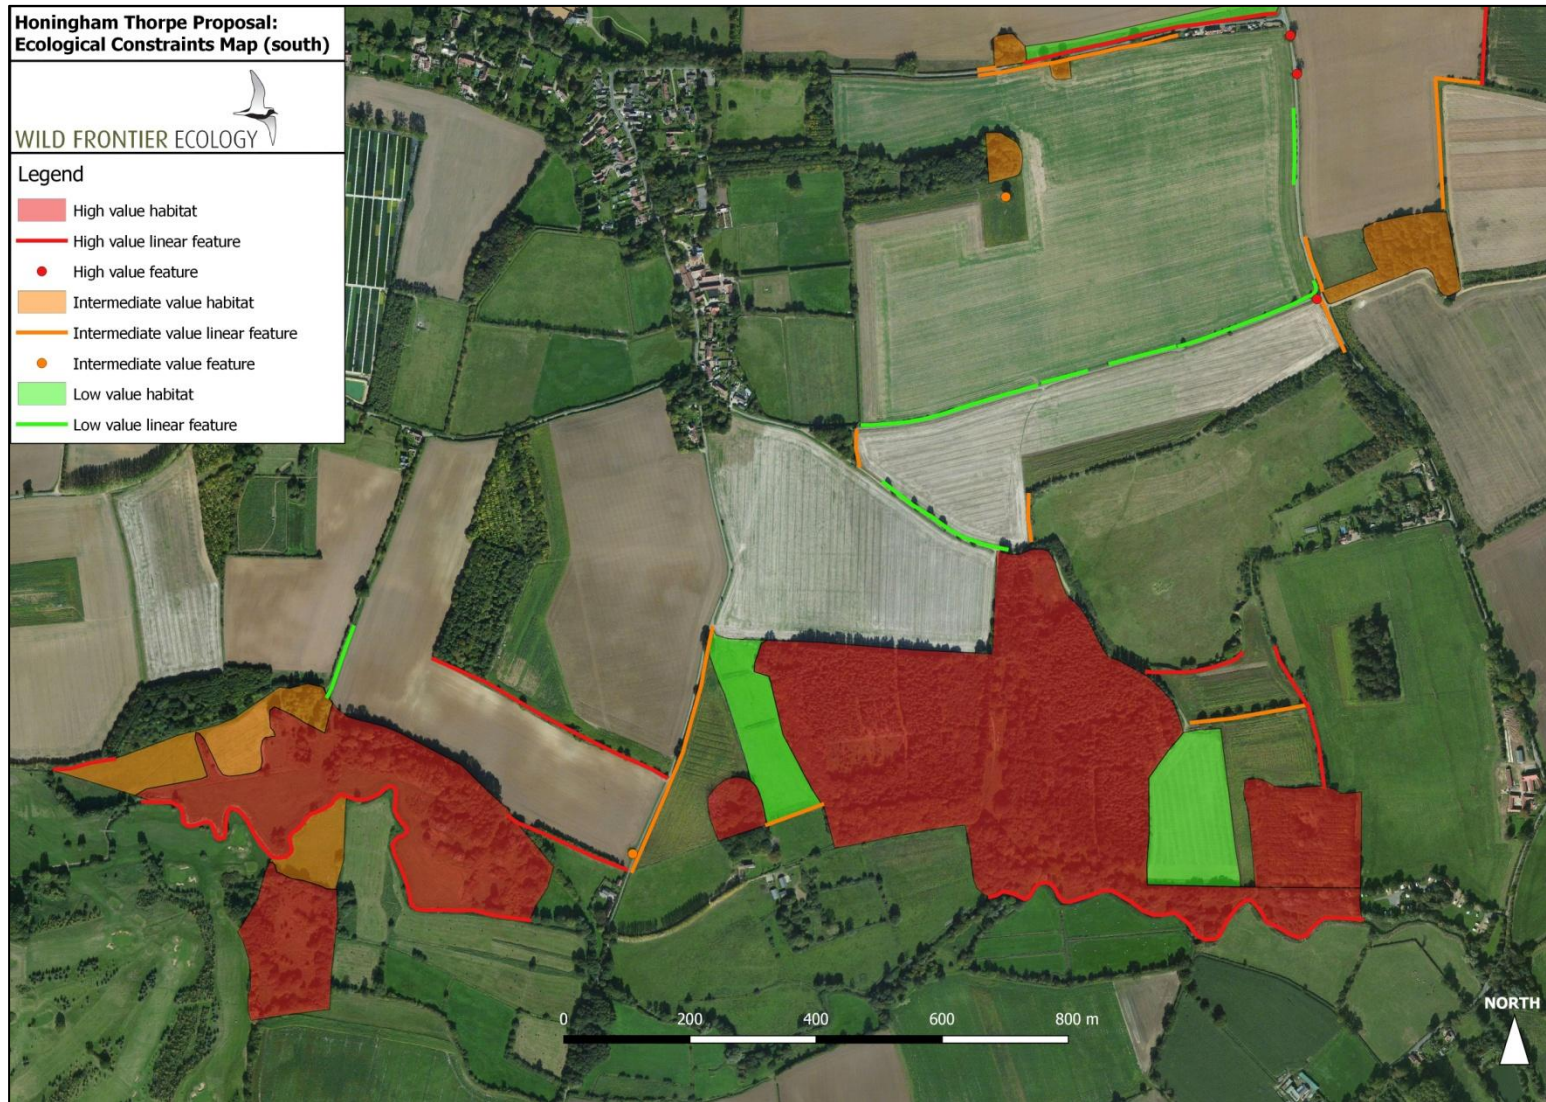 Honingham Thorpe Proposal:
Ecological Constraints Map (south)
WILD FRONTIER ECOLOGY
Legend
High value habitat
High value linear feature
High value feature
Intermediate value habitat
Intermediate value linear feature
Intermediate value feature
Low value habitat
Low value linear feature
0 200 400 600 800 m
NORTH